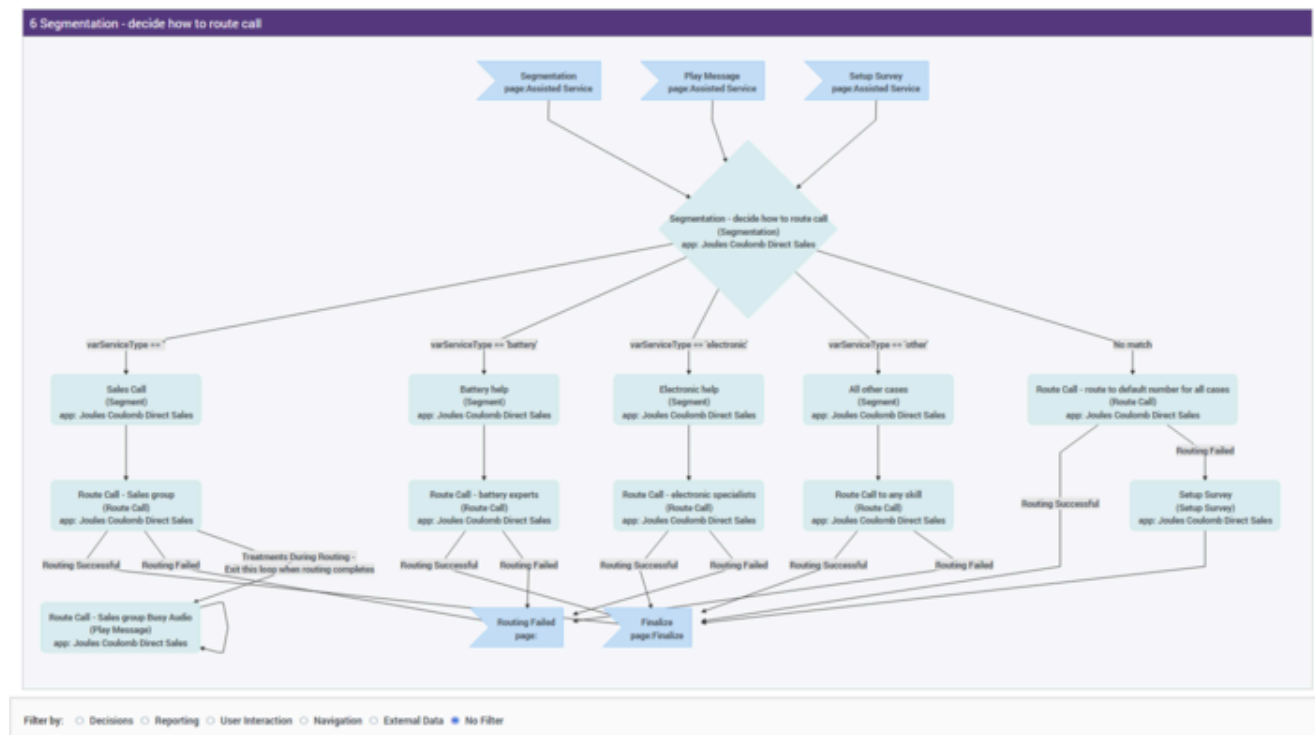 6 Segmentation - decide how to route call
Segmentation
page:Assisted Service
Play Message
page:Assisted Service
Setup Survey
page:Assisted Service
Segmentation - decide how to route call
(Segmentation)
app: Joules Coulomb Direct Sales
varServiceType == ''
varServiceType == 'battery'
varServiceType == 'electronic'
varServiceType == 'other'
No match
Sales Call
(Segment)
app: Joules Coulomb Direct Sales
Battery help
(Segment)
app: Joules Coulomb Direct Sales
Electronic help
(Segment)
app: Joules Coulomb Direct Sales
All other cases
(Segment)
app: Joules Coulomb Direct Sales
Route Call - route to default number for all cases
(Route Call)
app: Joules Coulomb Direct Sales
Routing Failed
Routing Successful
Route Call - Sales group
(Route Call)
app: Joules Coulomb Direct Sales
Route Call - battery experts
(Route Call)
app: Joules Coulomb Direct Sales
Route Call - electronic specialists
(Route Call)
app: Joules Coulomb Direct Sales
Route Call to any skill
(Route Call)
app: Joules Coulomb Direct Sales
Setup Survey
(Setup Survey)
app: Joules Coulomb Direct Sales
Routing Successful
Routing Failed
Treatments During Routing -
Exit this loop when routing completes
Routing Successful
Routing Failed
Routing Successful
Routing Failed
Routing Successful
Routing Failed
Route Call - Sales group Busy Audio
(Play Message)
app: Joules Coulomb Direct Sales
Routing Failed
page:
Finalize
page:Finalize
Filter by: Decisions Reporting User Interaction Navigation External Data No Filter